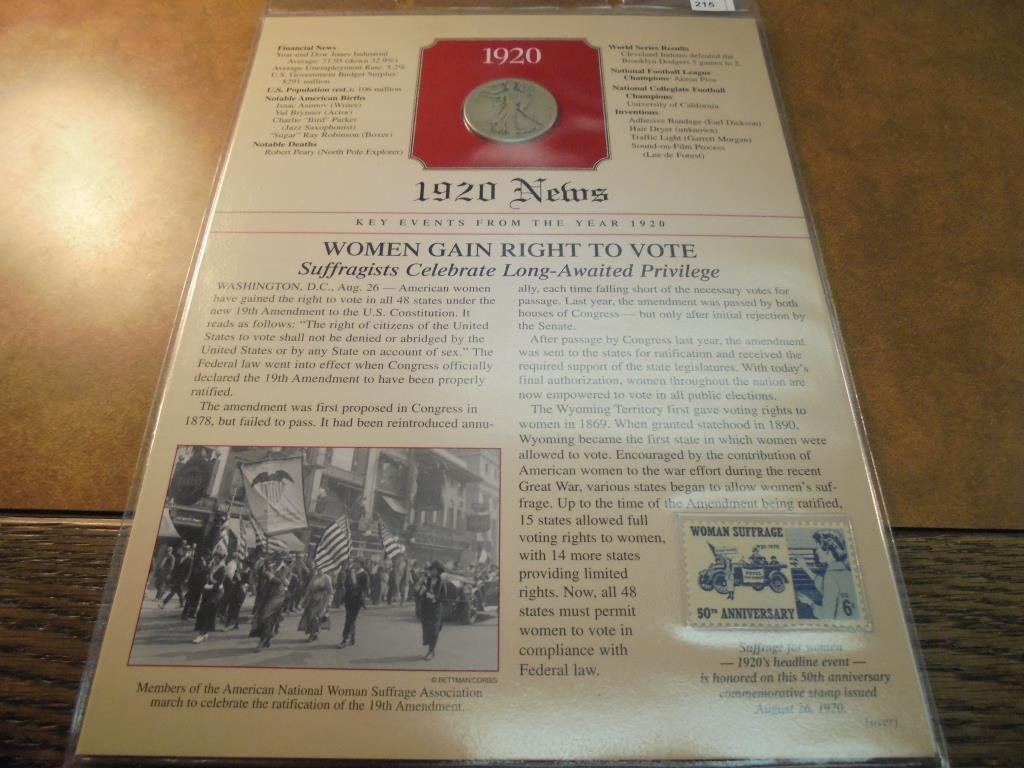 215
Financial News
Year-end Dow Jones Industrial
Average: 71.95 (down 32.9%)
Average Unemployment Rate: 5.2%
U.S. Government Budget Surplus:
$291 million
U.S. Population (est.): 106 million
Notable American Births
Isaac Asimov (Writer)
Yul Brynner (Actor)
Charlie "Bird" Parker
(Jazz Saxophonist)
"Sugar" Ray Robinson (Boxer)
Notable Deaths
Robert Peary (North Pole Explorer)
1920
World Series Results
Cleveland Indians defeated the
Brooklyn Dodgers 5 games to 2.
National Football League
Champions: Akron Pros
National Collegiate Football
Champions:
University of California
Inventions:
Adhesive Bandage (Earl Dickson)
Hair Dryer (unknown)
Traffic Light (Garrett Morgan)
Sound-on-Film Process
(Lee de Forest)
1920 News
KEY EVENTS FROM THE YEAR 1920
WOMEN GAIN RIGHT TO VOTE
Suffragists Celebrate Long-Awaited Privilege
WASHINGTON, D.C., Aug. 26 — American women
have gained the right to vote in all 48 states under the
new 19th Amendment to the U.S. Constitution. It
reads as follows: "The right of citizens of the United
States to vote shall not be denied or abridged by the
United States or by any State on account of sex." The
Federal law went into effect when Congress officially
declared the 19th Amendment to have been properly
ratified.
The amendment was first proposed in Congress in
1878, but failed to pass. It had been reintroduced annu-
ally, each time falling short of the necessary votes for
passage. Last year, the amendment was passed by both
houses of Congress — but only after initial rejection by
the Senate.
After passage by Congress last year, the amendment
was sent to the states for ratification and received the
required support of the state legislatures. With today's
final authorization, women throughout the nation are
now empowered to vote in all public elections.
The Wyoming Territory first gave voting rights to
women in 1869. When granted statehood in 1890,
Wyoming became the first state in which women were
allowed to vote. Encouraged by the contribution of
American women to the war effort during the recent
Great War, various states began to allow women's suf-
frage. Up to the time of the Amendment being ratified,
15 states allowed full
voting rights to women,
with 14 more states
providing limited
rights. Now, all 48
states must permit
women to vote in
compliance with
Federal law.
© BETTMAN/CORBIS
Members of the American National Woman Suffrage Association
march to celebrate the ratification of the 19th Amendment.
WOMAN SUFFRAGE
VOTES
50TH ANNIVERSARY
U.S.
6¢
Suffrage for women
— 1920's headline event —
is honored on this 50th anniversary
commemorative stamp issued
August 26, 1970.
(over)